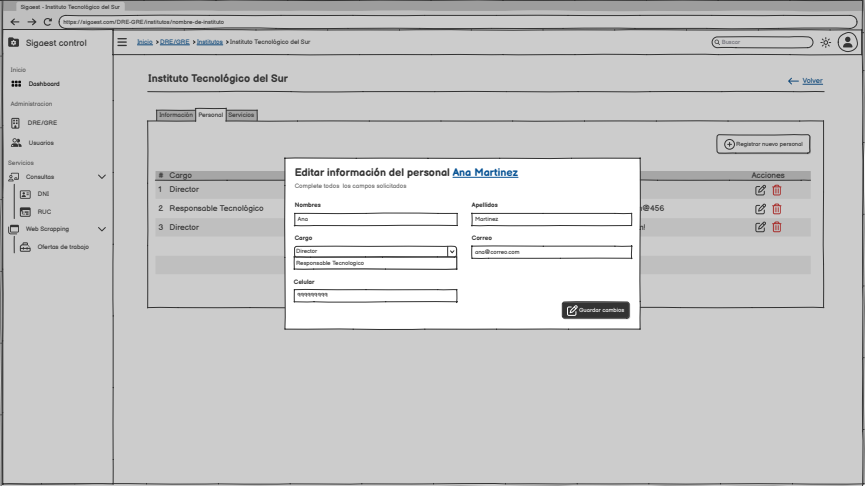 Sigaest - Instituto Tecnológico del Sur
https://sigaest.com/DRE-GRE/institutos/nombre-de-instituto
Sigaest control
Inicio > DRE/GRE > Institutos > Instituto Tecnológico del Sur
Buscar
Inicio
Dashboard
Administracion
DRE/GRE
Usuarios
Servicios
Consultas
DNI
RUC
Web Scrapping
Ofertas de trabajo
Instituto Tecnológico del Sur
Volver
Información Personal Servicios
Registrar nuevo personal
# Cargo Acciones
1 Director
2 Responsable Tecnológico @456
3 Director
Editar información del personal Ana Martinez
Complete todos los campos solicitados
Nombres Apellidos
Ana Martinez
Cargo Correo
Director ana@correo.com
Responsable Tecnologico
Celular
999999999
Guardar cambios